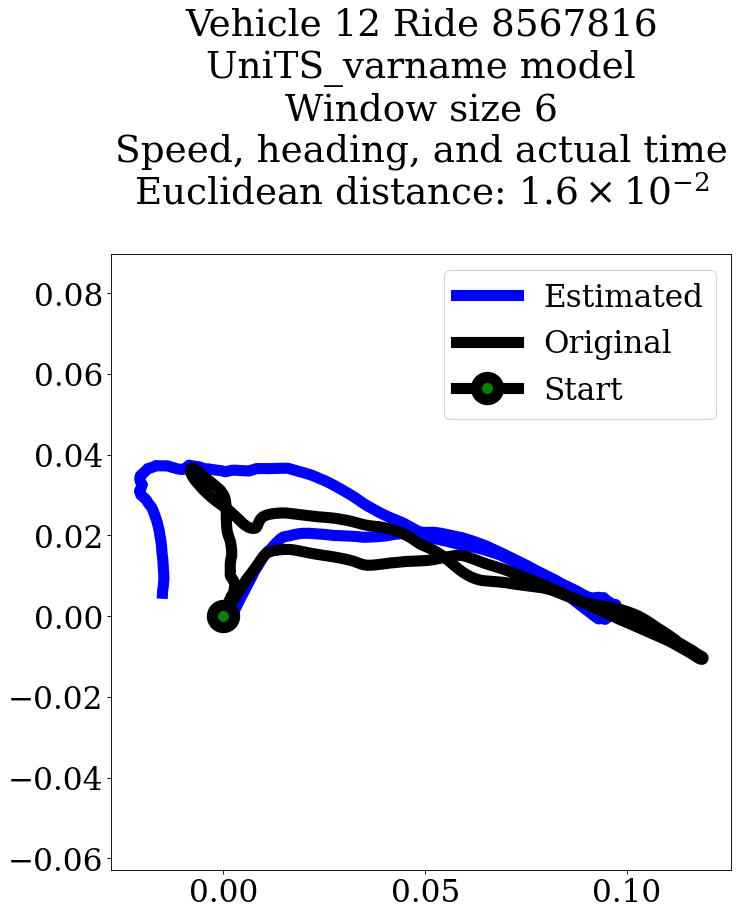 Vehicle 12 Ride 8567816
UniTS_varname model
Window size 6
Speed, heading, and actual time
Euclidean distance: 1.6 × 10⁻²
Estimated
Original
Start
0.08
0.06
0.04
0.02
0.00
−0.02
−0.04
−0.06
0.00 0.05 0.10